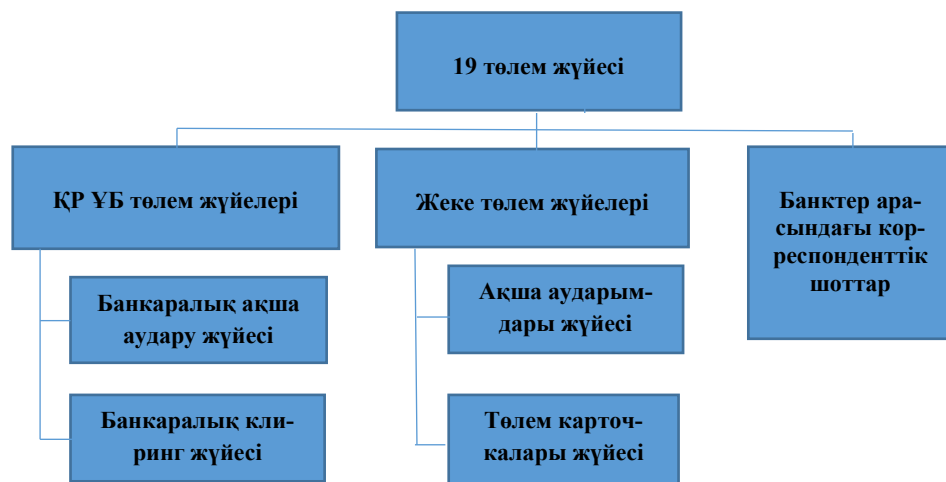 19 төлем жүйесі
ҚР ҰБ төлем жүйелері
Банкаралық ақша
аудару жүйесі
Банкаралық кли-
ринг жүйесі
Жеке төлем жүйелері
Ақша аударым-
дары жүйесі
Төлем карточ-
калары жүйесі
Банктер ара-
сындағы кор-
респонденттік
шоттар